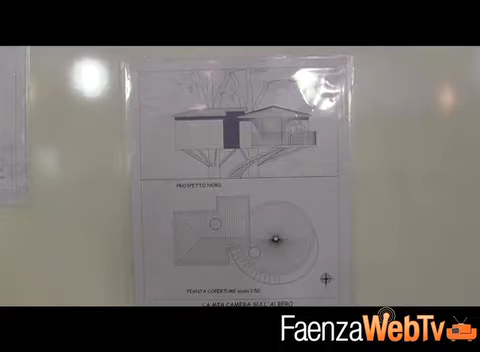 PROSPETTO NORD
PIANTA COPERTURE scala 1:50
LA MIA CAMERA SULL'ALBERO
FaenzaWebTv